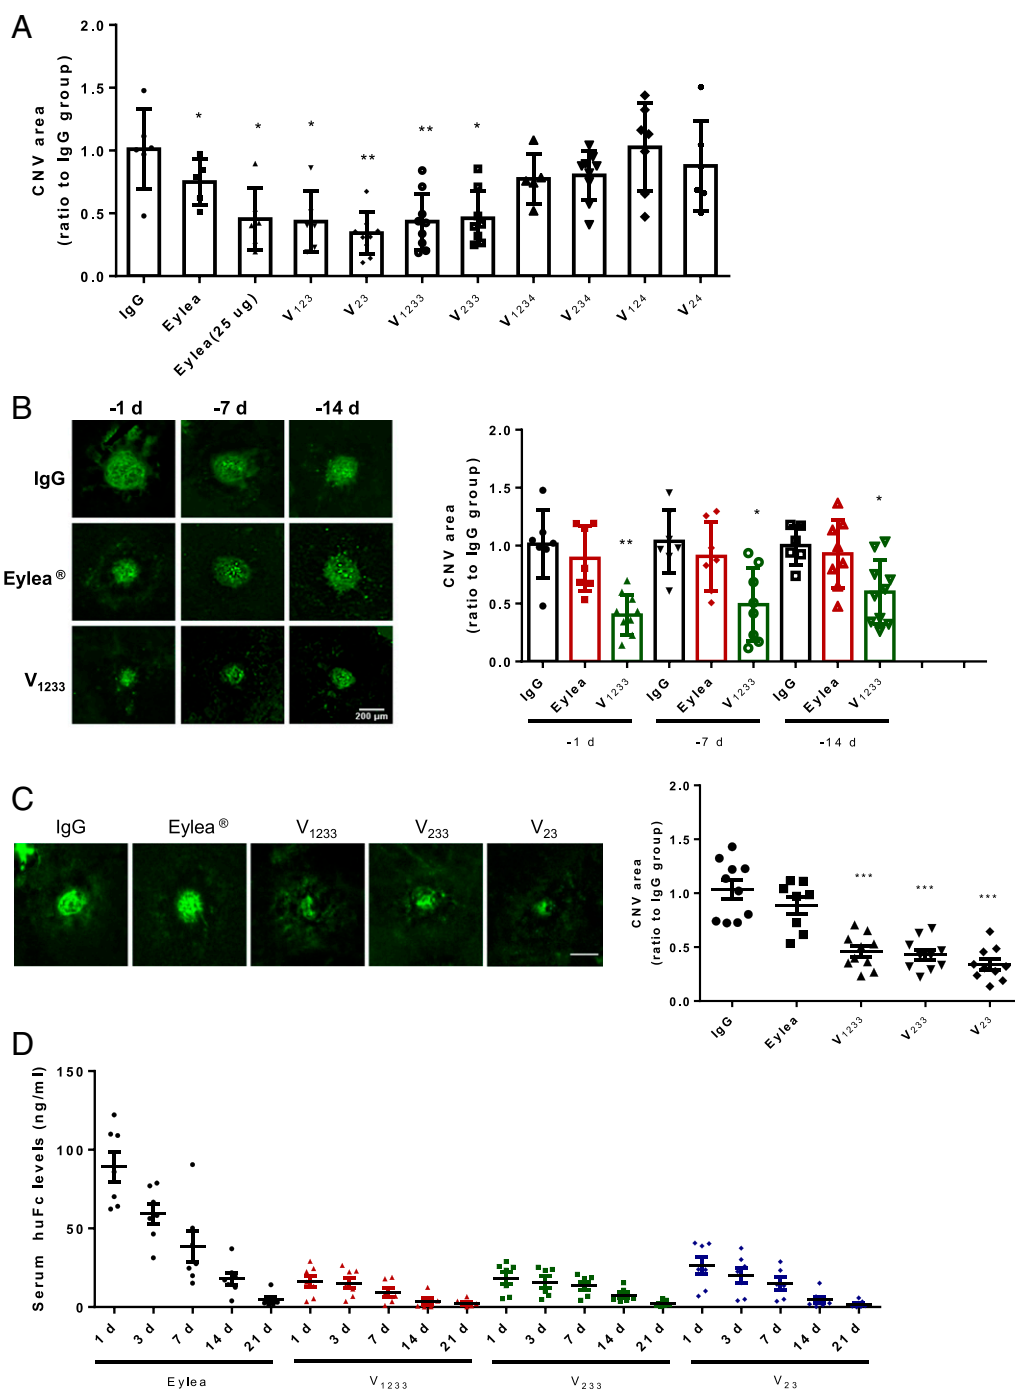 A
CNV area
(ratio to IgG group)
2.0
1.5
1.0
0.5
0.0
* * * ** ** *
IgG Eylea Eylea(25 ug) V123 V23 V1233 V233 V1234 V234 V124 V24
B
-1 d -7 d -14 d
IgG
Eylea®
V1233
200 µm
CNV area
(ratio to IgG group)
2.0
1.5
1.0
0.5
0.0
** * *
IgG Eylea V1233 IgG Eylea V1233 IgG Eylea V1233
-1 d -7 d -14 d
C
IgG Eylea® V1233 V233 V23
CNV area
(ratio to IgG group)
2.0
1.5
1.0
0.5
0.0
*** *** ***
IgG Eylea V1233 V233 V23
D
Serum huFc levels (ng/ml)
150
100
50
0
1 d 3 d 7 d 14 d 21 d 1 d 3 d 7 d 14 d 21 d 1 d 3 d 7 d 14 d 21 d 1 d 3 d 7 d 14 d 21 d
Eylea V1233 V233 V23